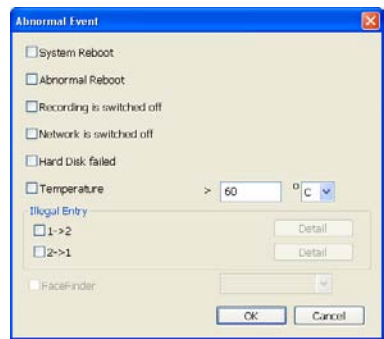 Abnormal Event
System Reboot
Abnormal Reboot
Recording is switched off
Network is switched off
Hard Disk failed
Temperature > 60 o C
Illegal Entry
1->2 Detail
2->1 Detail
FaceFinder
OK Cancel